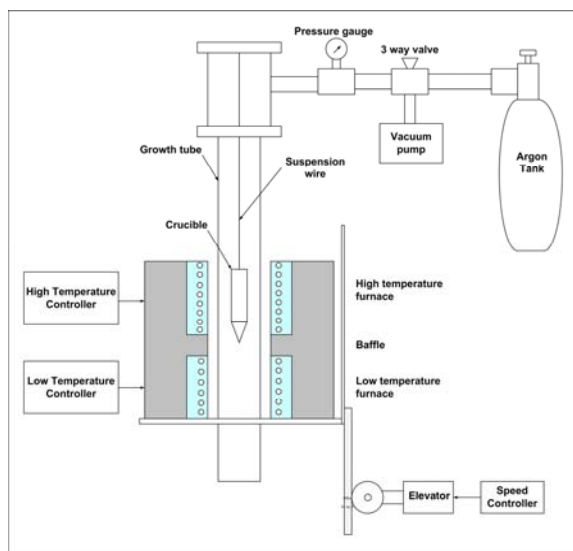 Pressure gauge
3 way valve
Growth tube
Suspension
wire
Vacuum
pump
Argon
Tank
Crucible
High Temperature
Controller
High temperature
furnace
Baffle
Low Temperature
Controller
Low temperature
furnace
Elevator
Speed
Controller